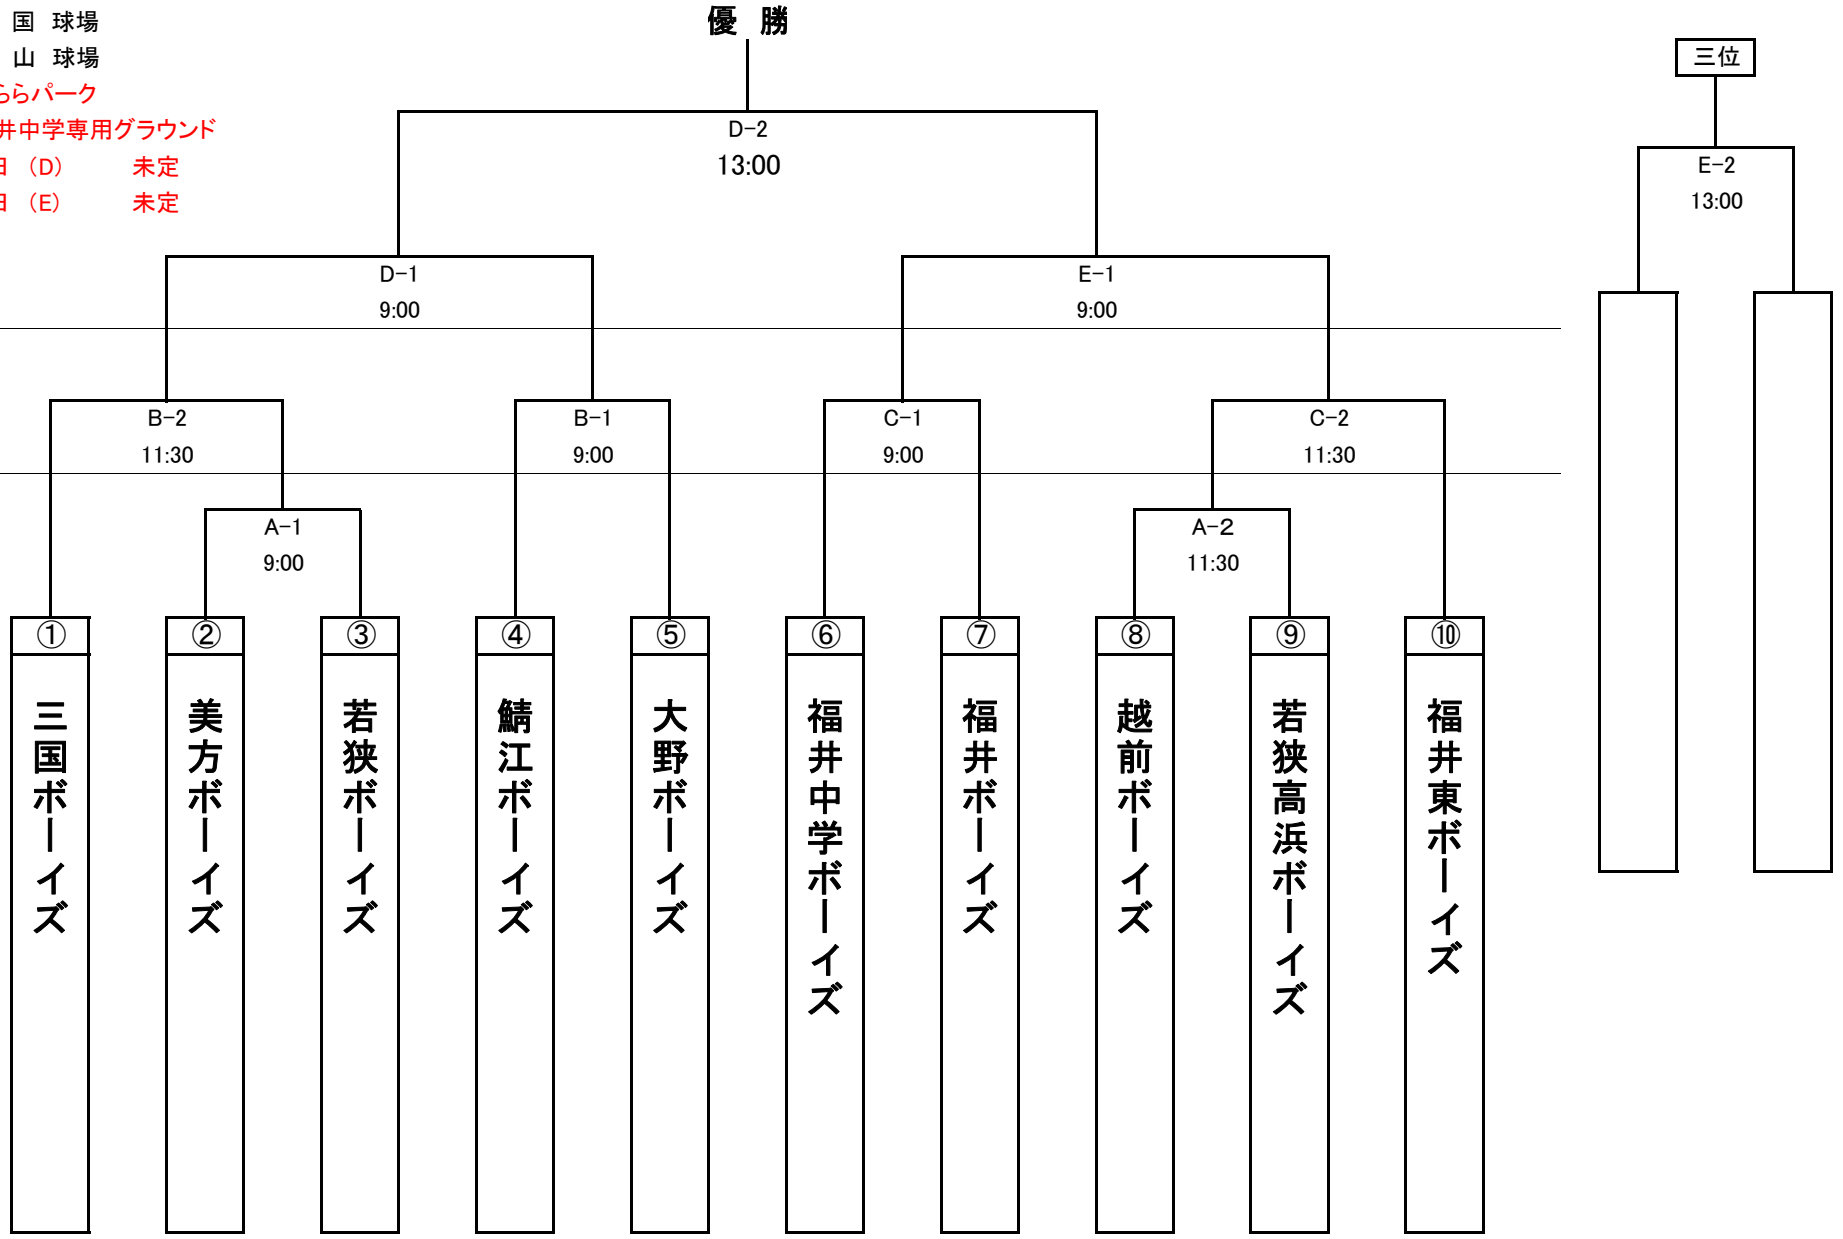 国 球場
山 球場
ららパーク
井中学専用グラウンド
日 (D) 未定
日 (E) 未定
優 勝
三位
D-2
13:00
E-2
13:00
D-1
9:00
E-1
9:00
B-2
11:30
B-1
9:00
C-1
9:00
C-2
11:30
A-1
9:00
A-2
11:30
① ② ③ ④ ⑤ ⑥ ⑦ ⑧ ⑨ ⑩
三国ボーイズ
美方ボーイズ
若狭ボーイズ
鯖江ボーイズ
大野ボーイズ
福井中学ボーイズ
福井ボーイズ
越前ボーイズ
若狭高浜ボーイズ
福井東ボーイズ